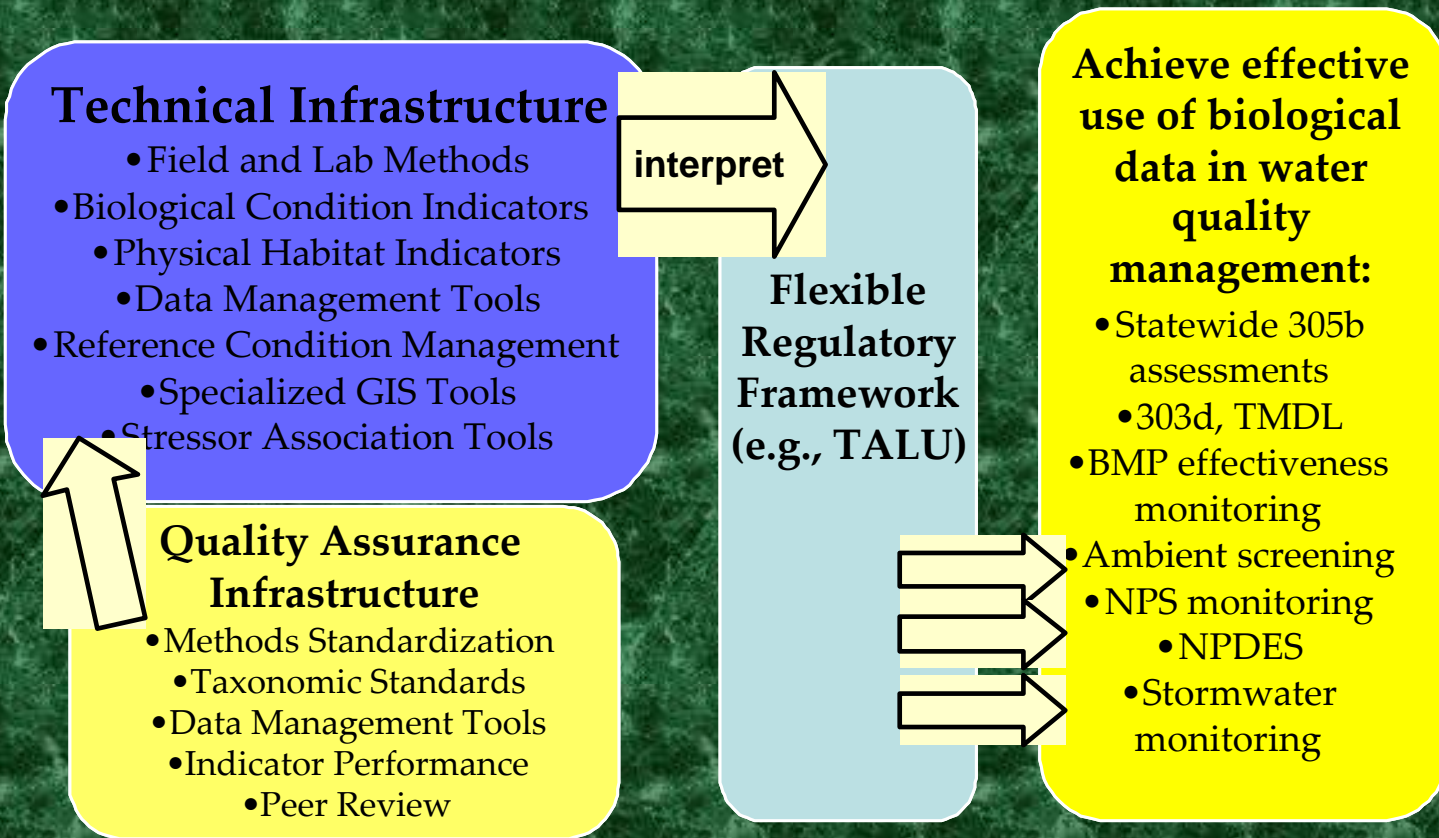 Technical Infrastructure
•Field and Lab Methods
•Biological Condition Indicators
•Physical Habitat Indicators
•Data Management Tools
•Reference Condition Management
•Specialized GIS Tools
•Stressor Association Tools
Quality Assurance
Infrastructure
•Methods Standardization
•Taxonomic Standards
•Data Management Tools
•Indicator Performance
•Peer Review
interpret
Flexible
Regulatory
Framework
(e.g., TALU)
Achieve effective
use of biological
data in water
quality
management:
•Statewide 305b
assessments
•303d, TMDL
•BMP effectiveness
monitoring
•Ambient screening
•NPS monitoring
•NPDES
•Stormwater
monitoring